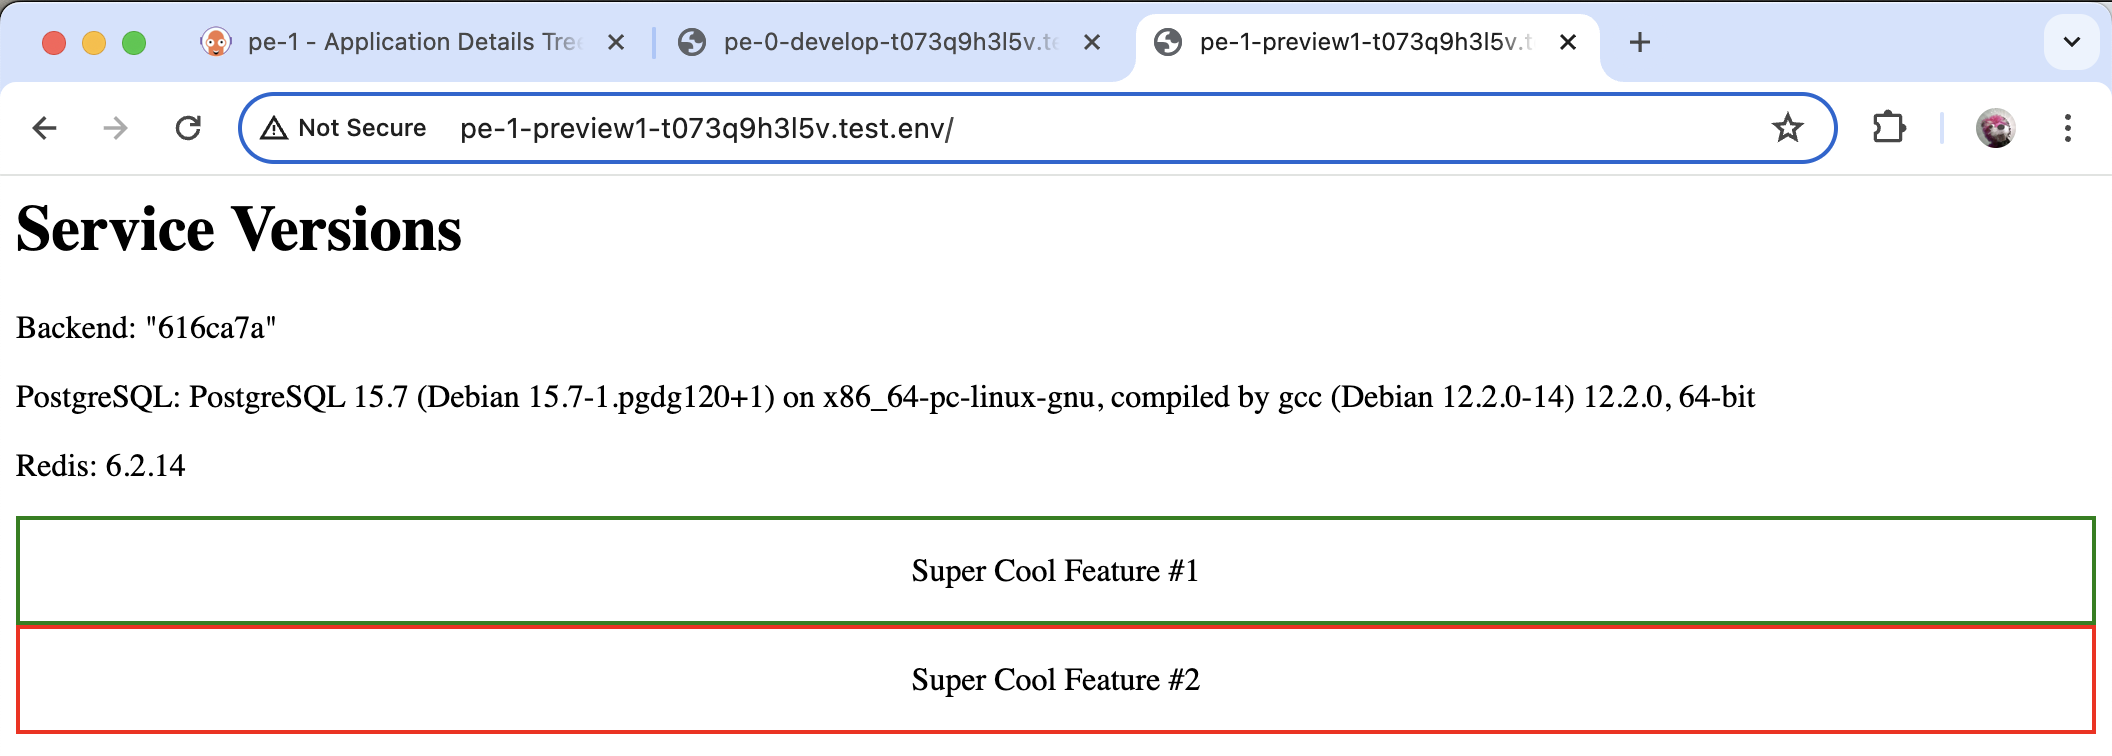 pe-1 - Application Details Tree
pe-0-develop-t073q9h3l5v.te
pe-1-preview1-t073q9h3l5v.t
Not Secure
pe-1-preview1-t073q9h3l5v.test.env/
Service Versions
Backend: "616ca7a"
PostgreSQL: PostgreSQL 15.7 (Debian 15.7-1.pgdg120+1) on x86_64-pc-linux-gnu, compiled by gcc (Debian 12.2.0-14) 12.2.0, 64-bit
Redis: 6.2.14
Super Cool Feature #1
Super Cool Feature #2